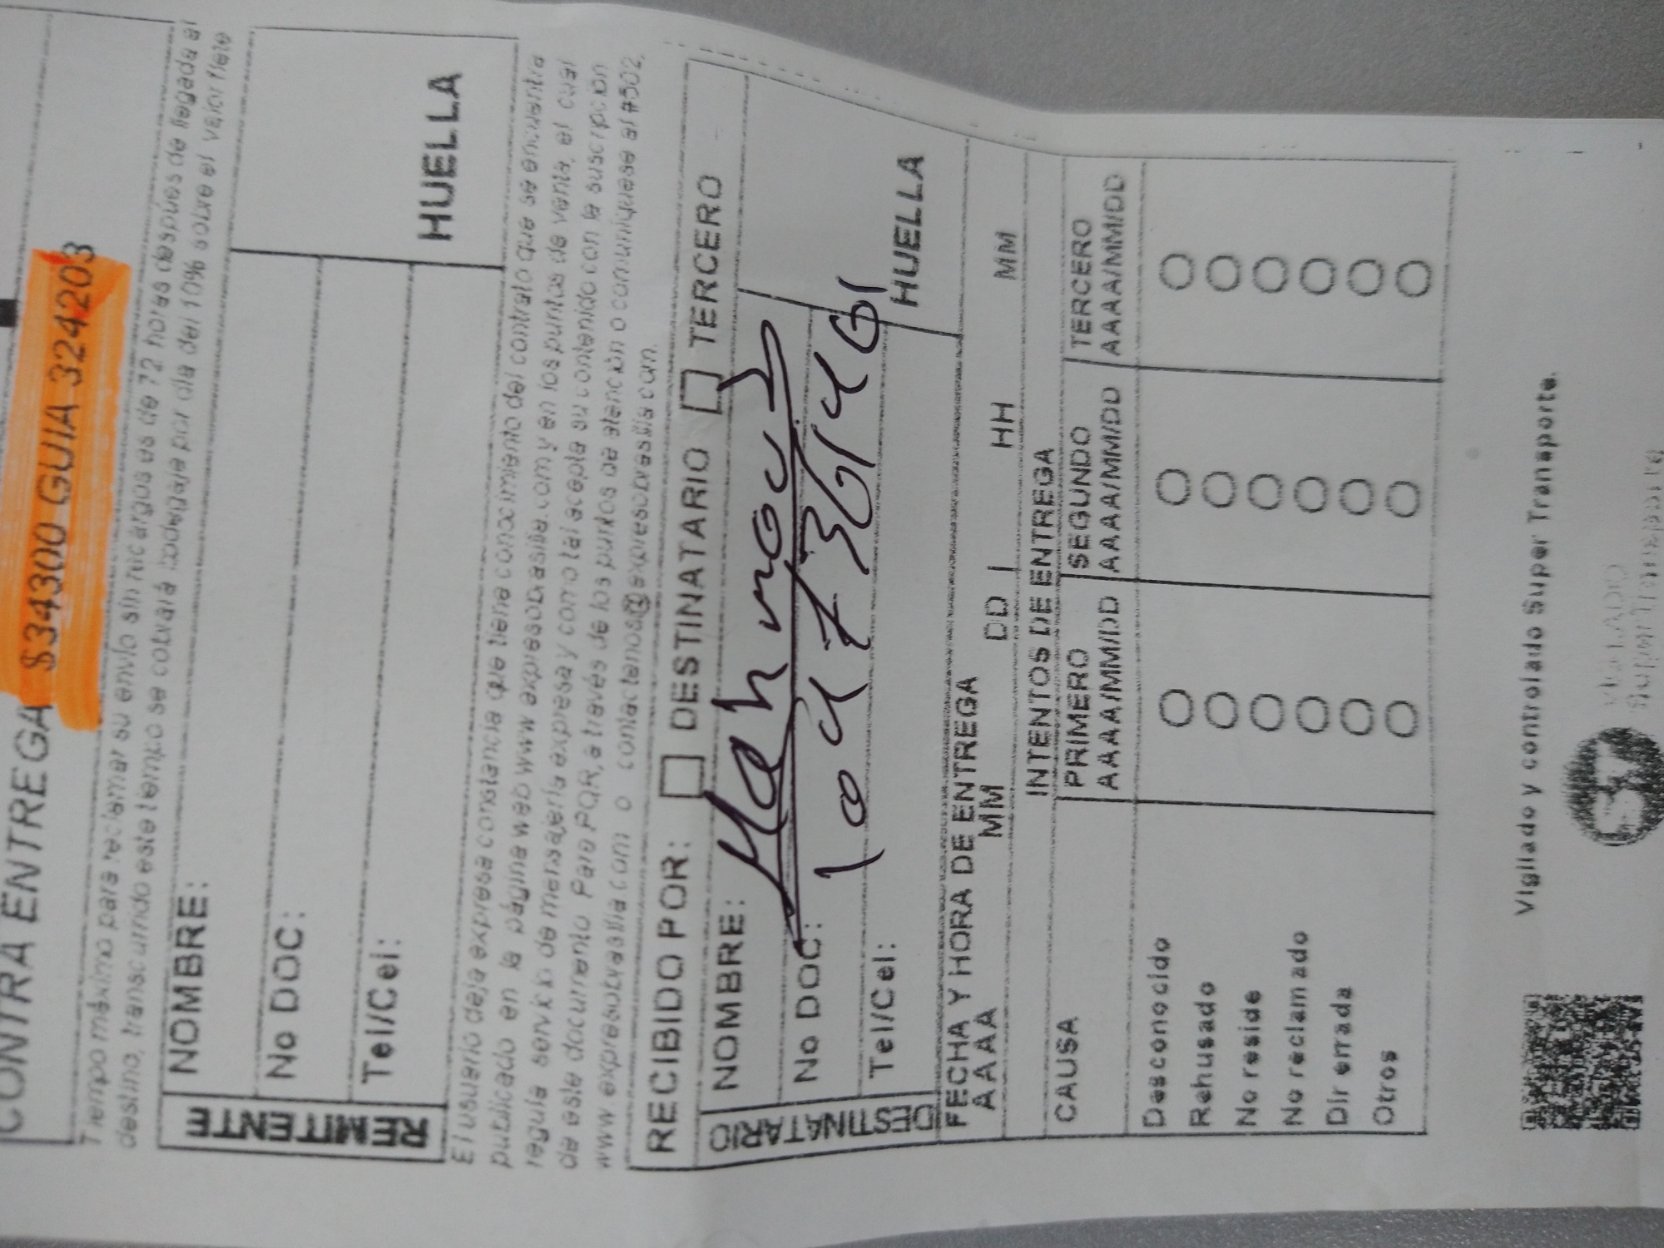 CONTRA ENTREGA $34300 GUIA 324203
Tiempo máximo para reclamar su envío sin recargos es de 72 horas después de llegada al
destino, transcurrido este tiempo se cobrará bodegaje por día del 10% sobre el valor flete
REMITENTE
NOMBRE:
No DOC:
Tel/Cel:
HUELLA
El usuario deja expresa constancia que tiene conocimiento del contrato que se encuentra
publicado en la página web www.expresobrasilia.com y en los puntos de venta, el cual
regula servicio de mensajería expresa y con o tal acepta su contenido con la suscripción
de este documento. Para PQR, a través de los puntos de atención o comuniquese al #502,
www.expresobrasilia.com o contactenos@expresobrasilia.com.
RECIBIDO POR: DESTINATARIO TERCERO
DESTINATARIO
NOMBRE:
No DOC: 1047361461
Tel/Cel:
HUELLA
FECHA Y HORA DE ENTREGA
AAAA MM DD HH MM
INTENTOS DE ENTREGA
CAUSA PRIMERO SEGUNDO TERCERO
AAAA/MM/DD AAAA/MM/DD AAAA/MM/DD
Desconocido O O O
Rehusado O O O
No reside O O O
No reclamado O O O
Dir errada O O O
Otros O O O
Vigilado y controlado Super Transporte.